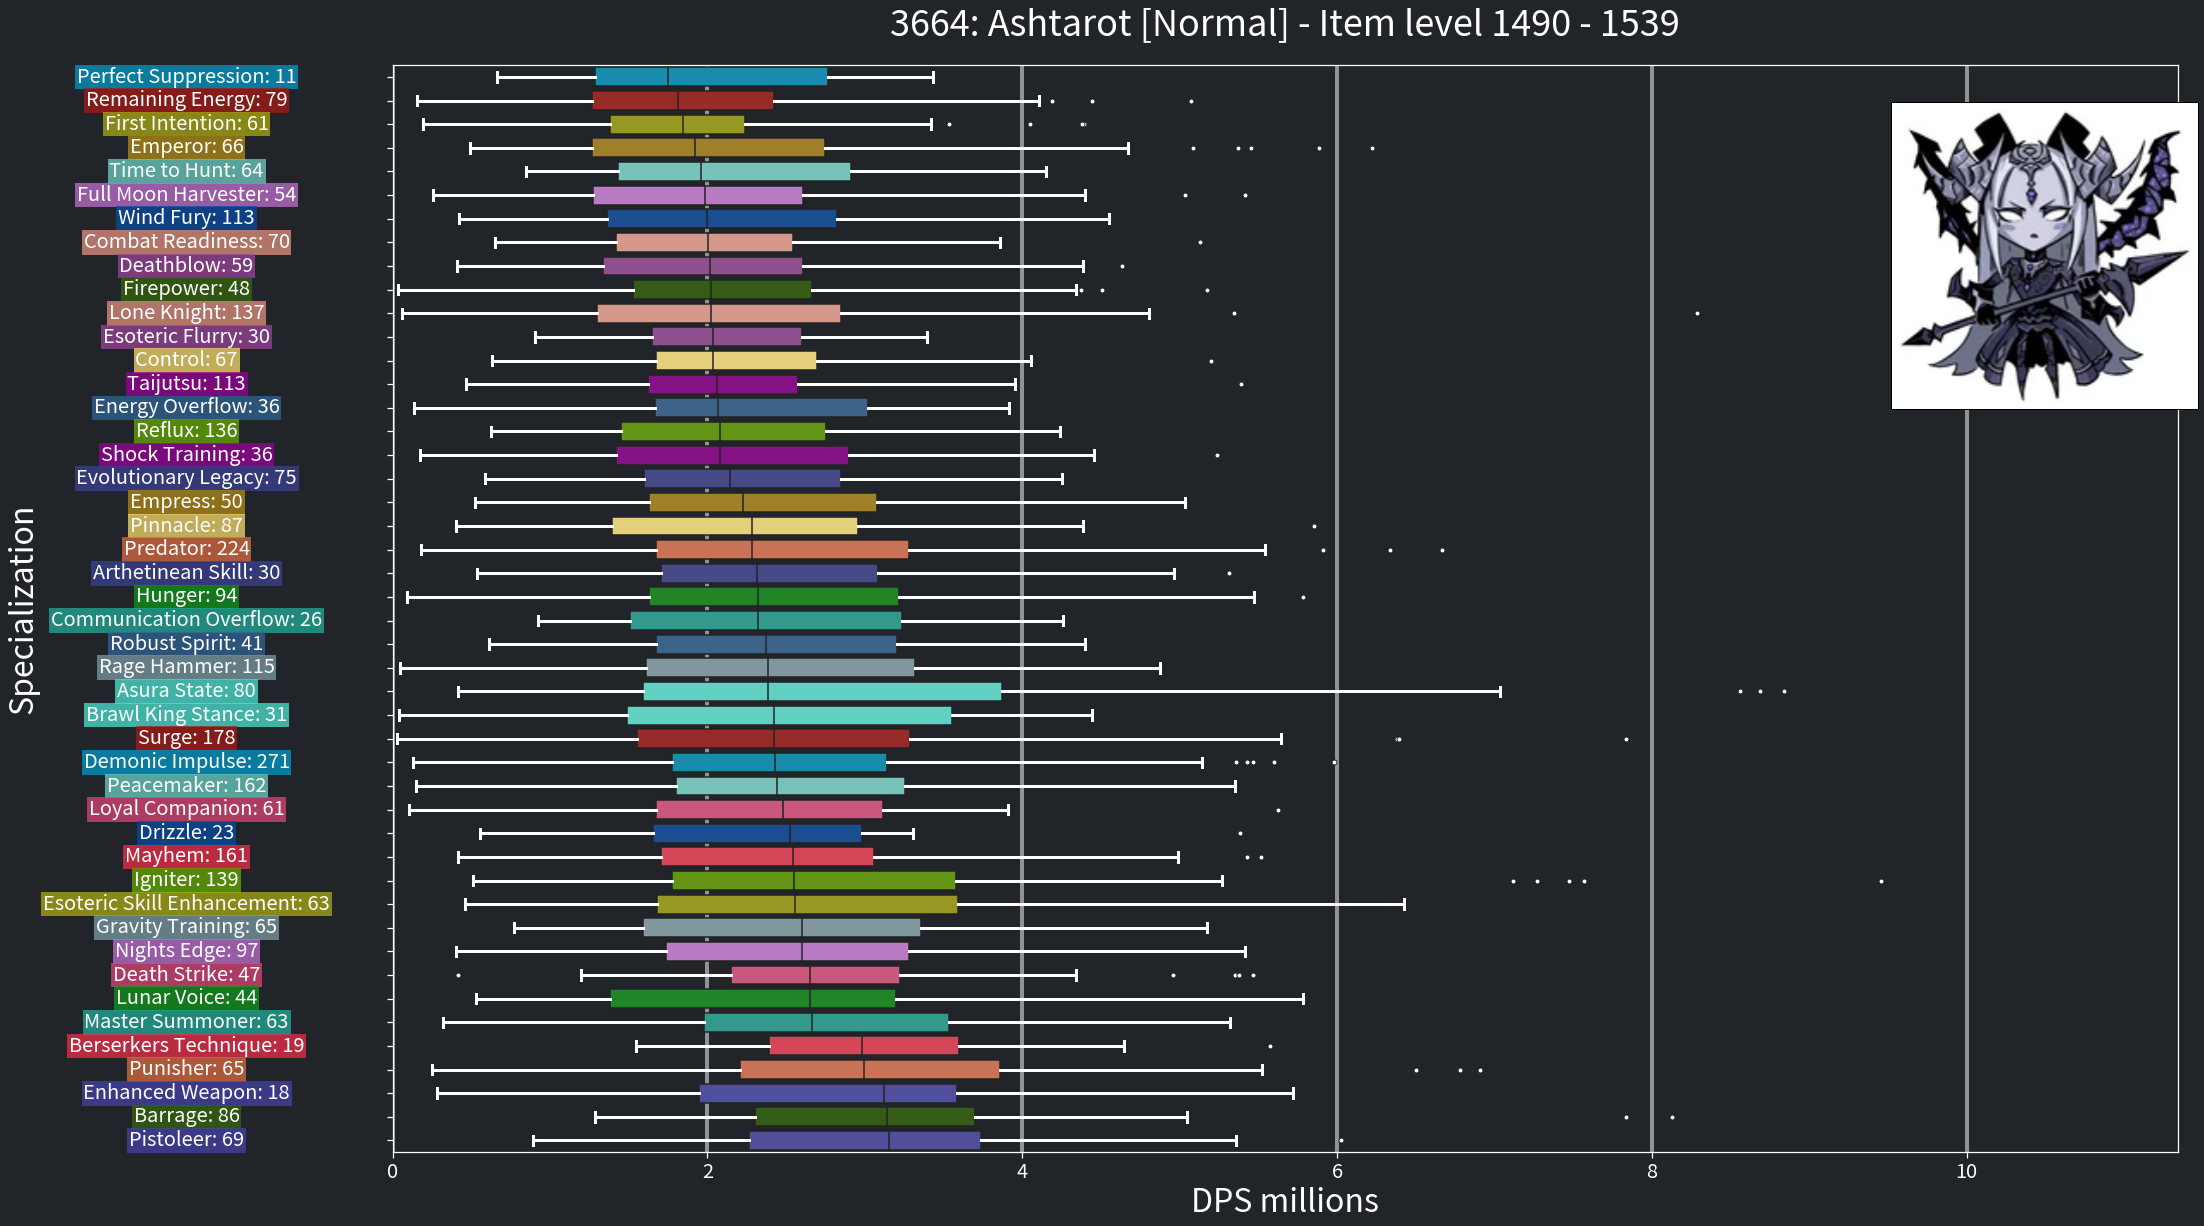 3664: Ashtarot [Normal] - Item level 1490 - 1539
Perfect Suppression: 11
Remaining Energy: 79
First Intention: 61
Emperor: 66
Time to Hunt: 64
Full Moon Harvester: 54
Wind Fury: 113
Combat Readiness: 70
Deathblow: 59
Firepower: 48
Lone Knight: 137
Esoteric Flurry: 30
Control: 67
Taijutsu: 113
Energy Overflow: 36
Reflux: 136
Shock Training: 36
Evolutionary Legacy: 75
Empress: 50
Pinnacle: 87
Predator: 224
Arthetinean Skill: 30
Hunger: 94
Communication Overflow: 26
Robust Spirit: 41
Rage Hammer: 115
Asura State: 80
Brawl King Stance: 31
Surge: 178
Demonic Impulse: 271
Peacemaker: 162
Loyal Companion: 61
Drizzle: 23
Mayhem: 161
Igniter: 139
Esoteric Skill Enhancement: 63
Gravity Training: 65
Nights Edge: 97
Death Strike: 47
Lunar Voice: 44
Master Summoner: 63
Berserkers Technique: 19
Punisher: 65
Enhanced Weapon: 18
Barrage: 86
Pistoleer: 69
Specialization
0 2 4 6 8 10
DPS millions